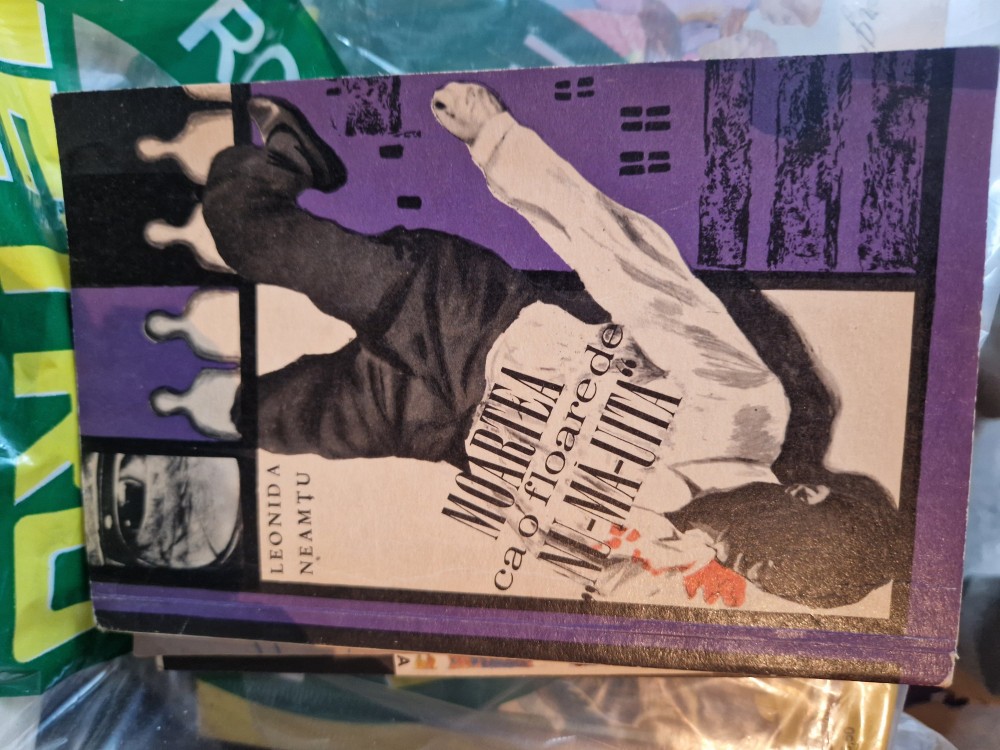 LEONIDA
NEAMȚU
MOARTEA
ca o floare de
„NU-MĂ-UITA"